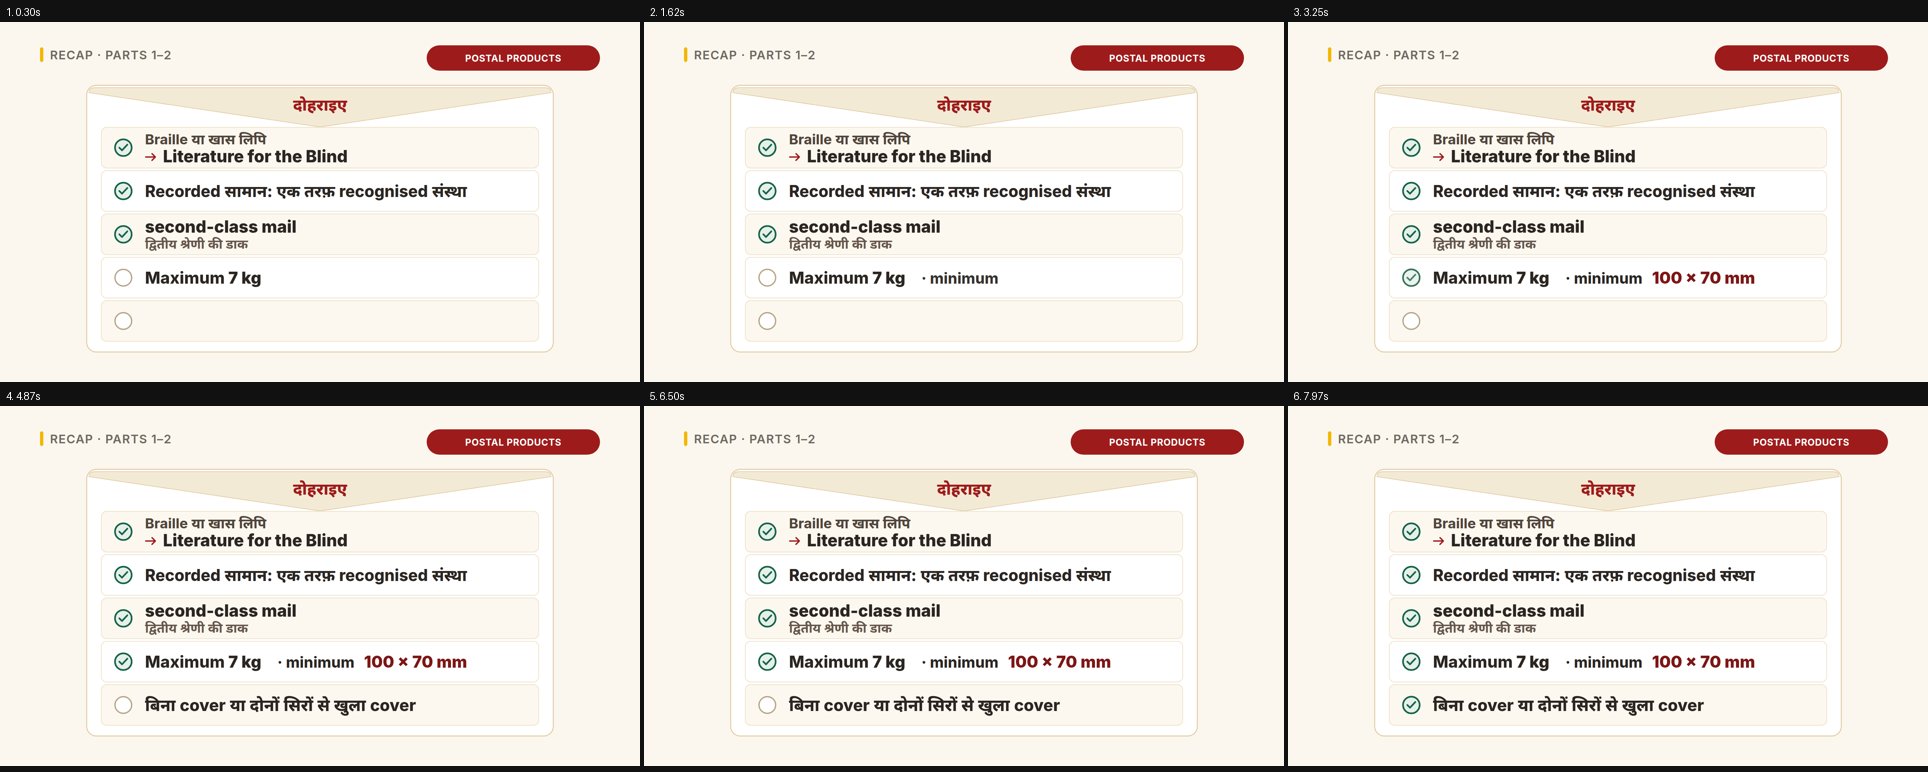 1. 0.30s
RECAP · PARTS 1–2
POSTAL PRODUCTS
दोहराइए
Braille या खास लिपि
→ Literature for the Blind
Recorded सामान: एक तरफ़ recognised संस्था
second-class mail
द्वितीय श्रेणी की डाक
Maximum 7 kg
2. 1.62s
RECAP · PARTS 1–2
POSTAL PRODUCTS
दोहराइए
Braille या खास लिपि
→ Literature for the Blind
Recorded सामान: एक तरफ़ recognised संस्था
second-class mail
द्वितीय श्रेणी की डाक
Maximum 7 kg · minimum
3. 3.25s
RECAP · PARTS 1–2
POSTAL PRODUCTS
दोहराइए
Braille या खास लिपि
→ Literature for the Blind
Recorded सामान: एक तरफ़ recognised संस्था
second-class mail
द्वितीय श्रेणी की डाक
Maximum 7 kg · minimum 100 × 70 mm
4. 4.87s
RECAP · PARTS 1–2
POSTAL PRODUCTS
दोहराइए
Braille या खास लिपि
→ Literature for the Blind
Recorded सामान: एक तरफ़ recognised संस्था
second-class mail
द्वितीय श्रेणी की डाक
Maximum 7 kg · minimum 100 × 70 mm
बिना cover या दोनों सिरों से खुला cover
5. 6.50s
RECAP · PARTS 1–2
POSTAL PRODUCTS
दोहराइए
Braille या खास लिपि
→ Literature for the Blind
Recorded सामान: एक तरफ़ recognised संस्था
second-class mail
द्वितीय श्रेणी की डाक
Maximum 7 kg · minimum 100 × 70 mm
बिना cover या दोनों सिरों से खुला cover
6. 7.97s
RECAP · PARTS 1–2
POSTAL PRODUCTS
दोहराइए
Braille या खास लिपि
→ Literature for the Blind
Recorded सामान: एक तरफ़ recognised संस्था
second-class mail
द्वितीय श्रेणी की डाक
Maximum 7 kg · minimum 100 × 70 mm
बिना cover या दोनों सिरों से खुला cover